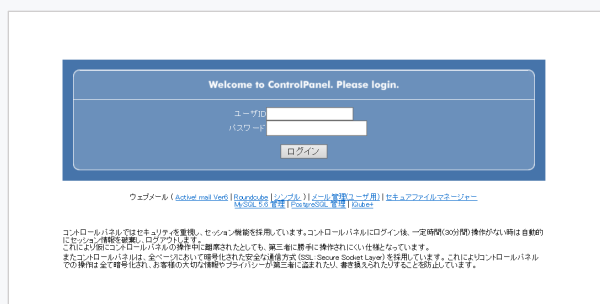 Welcome to ControlPanel. Please login.
ユーザID
パスワード
ログイン
ウェブメール ( Active! mail Ver6 | Roundcube | シンプル ) | メール管理(ユーザ用) | セキュアファイルマネージャー
MySQL 5.6 管理 | PostgreSQL 管理 | iQube+
コントロールパネルではセキュリティを重視し、セッション機能を採用しています。コントロールパネルにログイン後、一定時間(30分間)操作がない時は自動的
にセッション情報を破棄し、ログアウトします。
これにより仮にコントロールパネルの操作中に離席されたとしても、第三者に勝手に操作されにくい仕様となっています。
またコントロールパネルは、全ページにおいて暗号化された安全な通信方式 (SSL: Secure Socket Layer) を採用しています。これによりコントロールパネル
での操作は全て暗号化され、お客様の大切な情報やプライバシーが第三者に盗まれたり、書き換えられたりすることを防止しています。